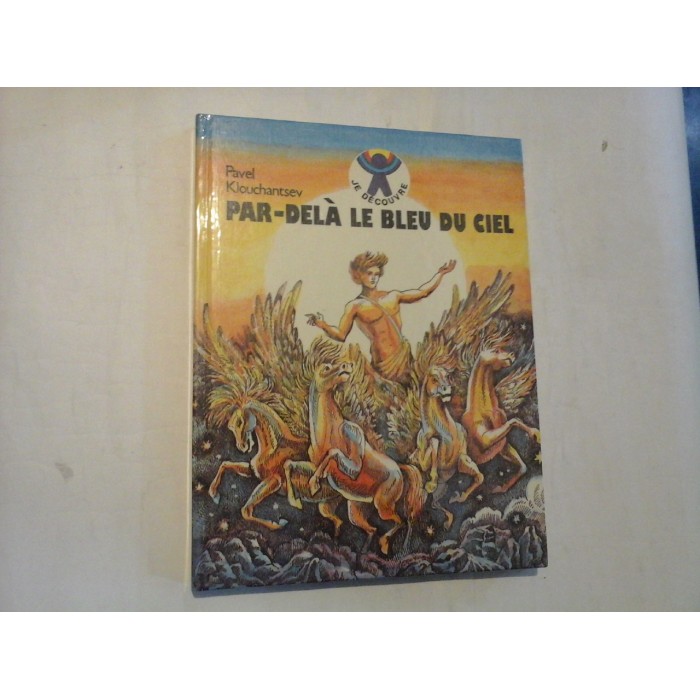 Pavel
Klouchantsev
JE DÉCOUVRE
PAR-DELÀ LE BLEU DU CIEL